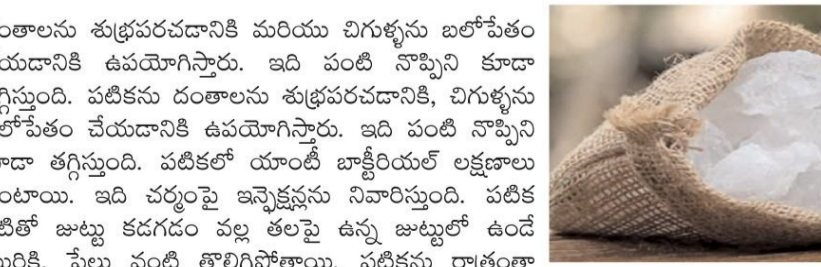 దంతాలను శుభ్రపరచడానికి మరియు చిగుళ్ళను బలోపేతం
చేయడానికి ఉపయోగిస్తారు. ఇది పంటి నొప్పిని కూడా
తగ్గిస్తుంది. పటికను దంతాలను శుభ్రపరచడానికి, చిగుళ్ళను
బలోపేతం చేయడానికి ఉపయోగిస్తారు. ఇది పంటి నొప్పిని
కూడా తగ్గిస్తుంది. పటికలో యాంటీ బాక్టీరియల్ లక్షణాలు
ఉంటాయి. ఇది చర్మంపై ఇన్ఫెక్షన్లను నివారిస్తుంది. పటిక
నీటితో జుట్టు కడగడం వల్ల తలపై ఉన్న జుట్టులో ఉండే
మురికి, పేలు వంటి తొలిగిపోతాయి. పటికను రాత్రంతా